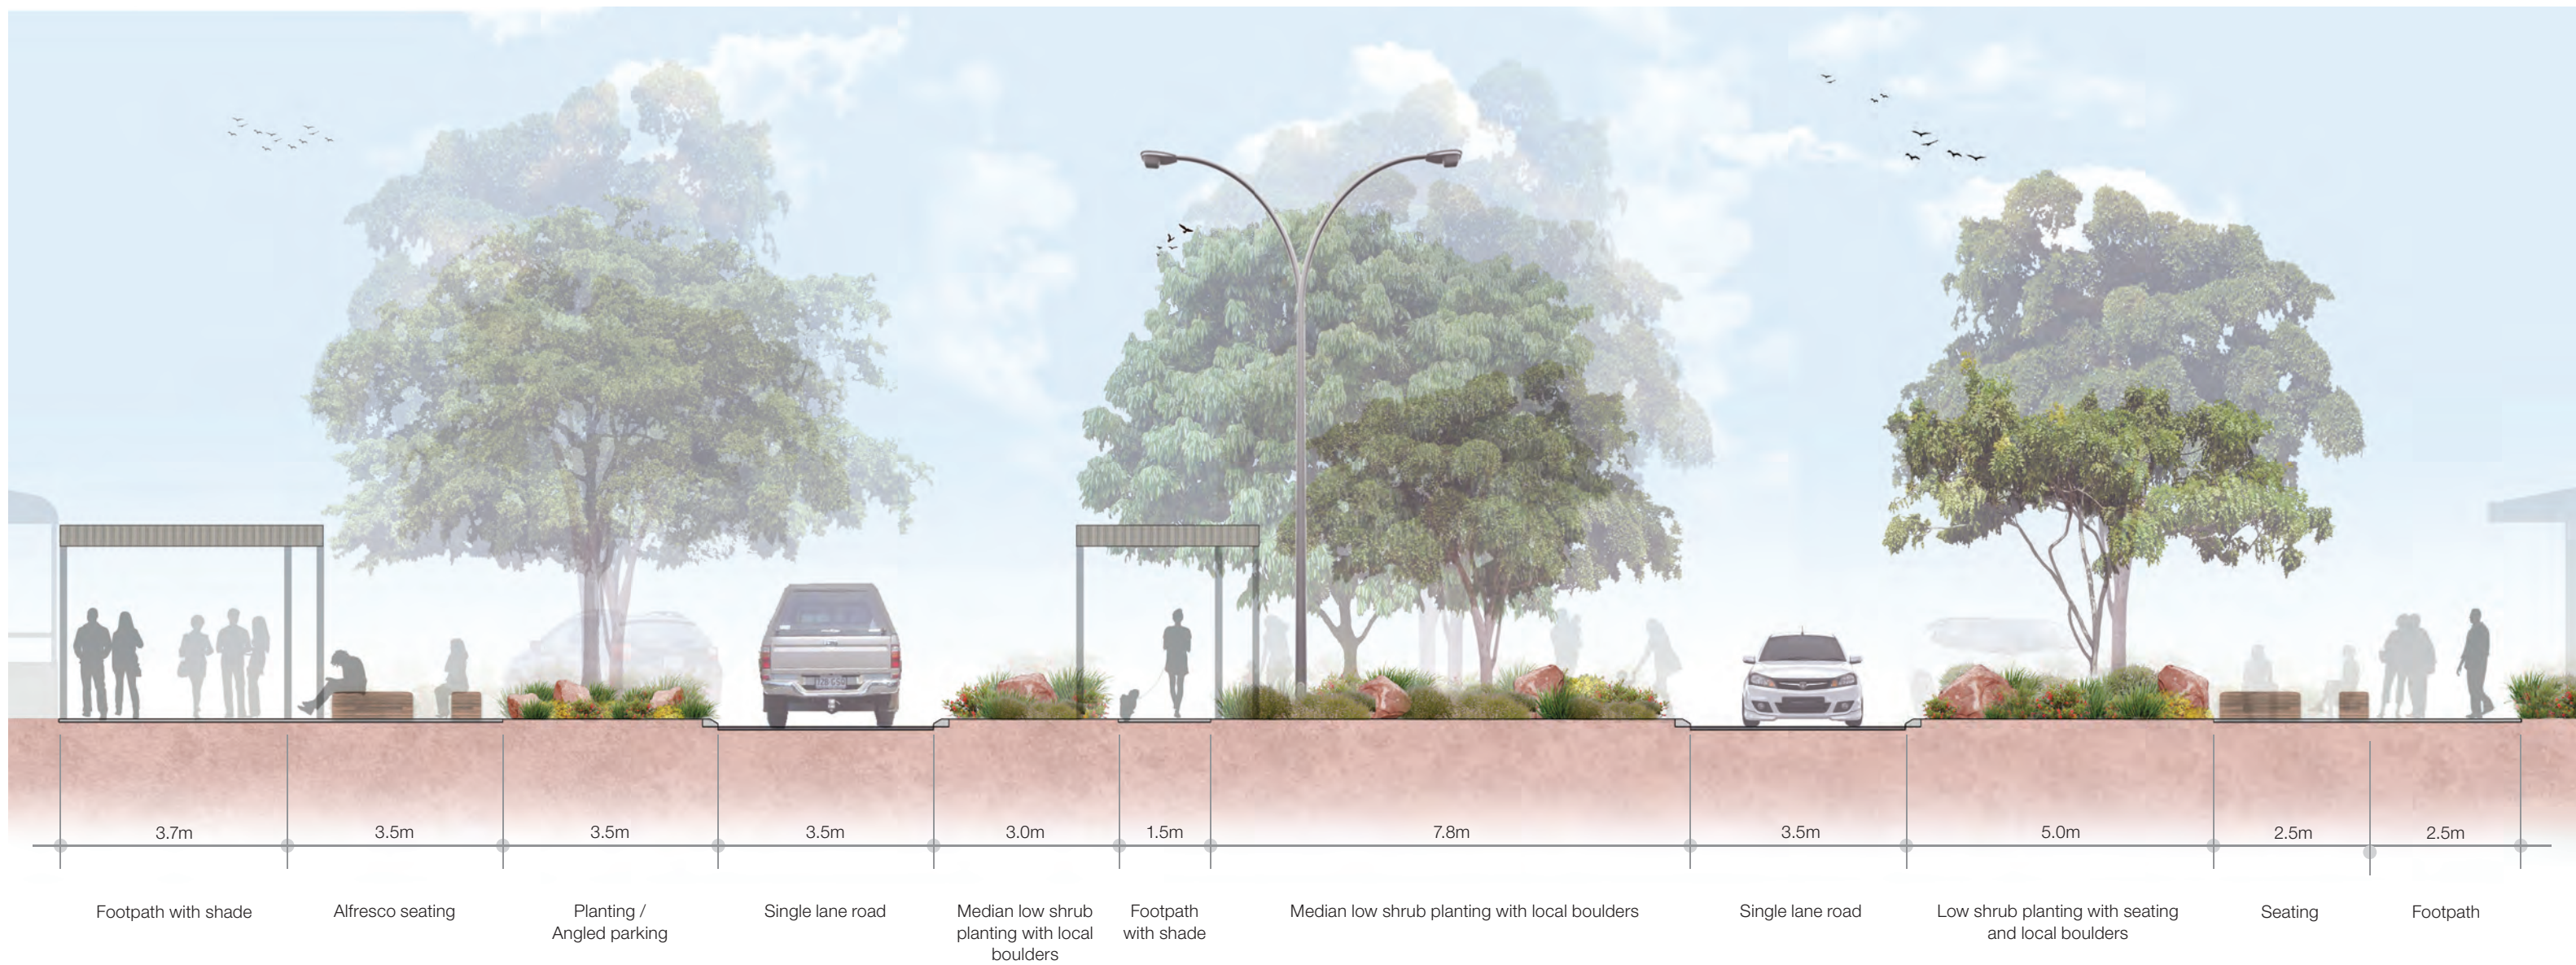 3.7m
3.5m
3.5m
3.5m
3.0m
1.5m
7.8m
3.5m
5.0m
2.5m
2.5m
Footpath with shade
Alfresco seating
Planting /
Angled parking
Single lane road
Median low shrub
planting with local
boulders
Footpath
with shade
Median low shrub planting with local boulders
Single lane road
Low shrub planting with seating
and local boulders
Seating
Footpath